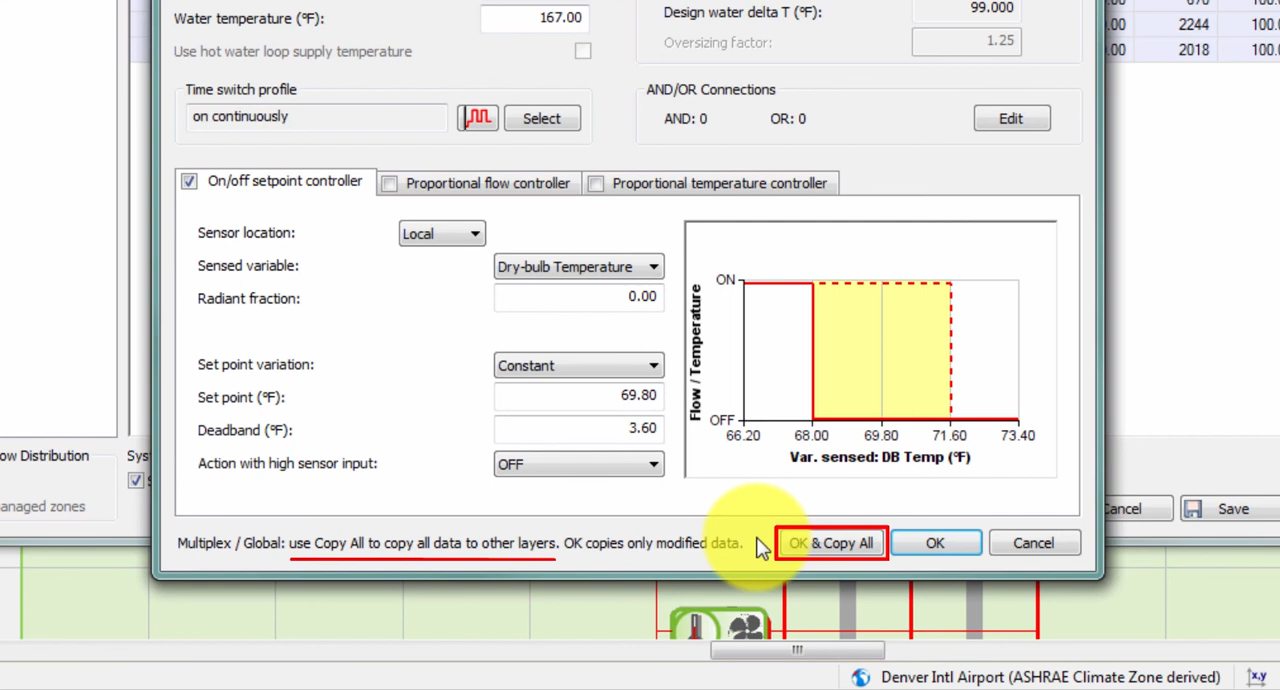 Water temperature (°F):
167.00
Design water delta T (°F):
99.000
Use hot water loop supply temperature
Oversizing factor:
1.25
.00 2244 100.
.00 2018 100.
Time switch profile
on continuously
Select
AND/OR Connections
AND: 0
OR: 0
Edit
On/off setpoint controller
Proportional flow controller
Proportional temperature controller
Sensor location:
Local
Sensed variable:
Dry-bulb Temperature
Radiant fraction:
0.00
Set point variation:
Constant
Set point (°F):
69.80
Deadband (°F):
3.60
Action with high sensor input:
OFF
Flow / Temperature
ON
OFF
66.20 68.00 69.80 71.60 73.40
Var. sensed: DB Temp (°F)
ow Distribution
Sys
anaged zones
S
Multiplex / Global: use Copy All to copy all data to other layers. OK copies only modified data.
OK & Copy All
OK
Cancel
Cancel
Save
Denver Intl Airport (ASHRAE Climate Zone derived)
x,y